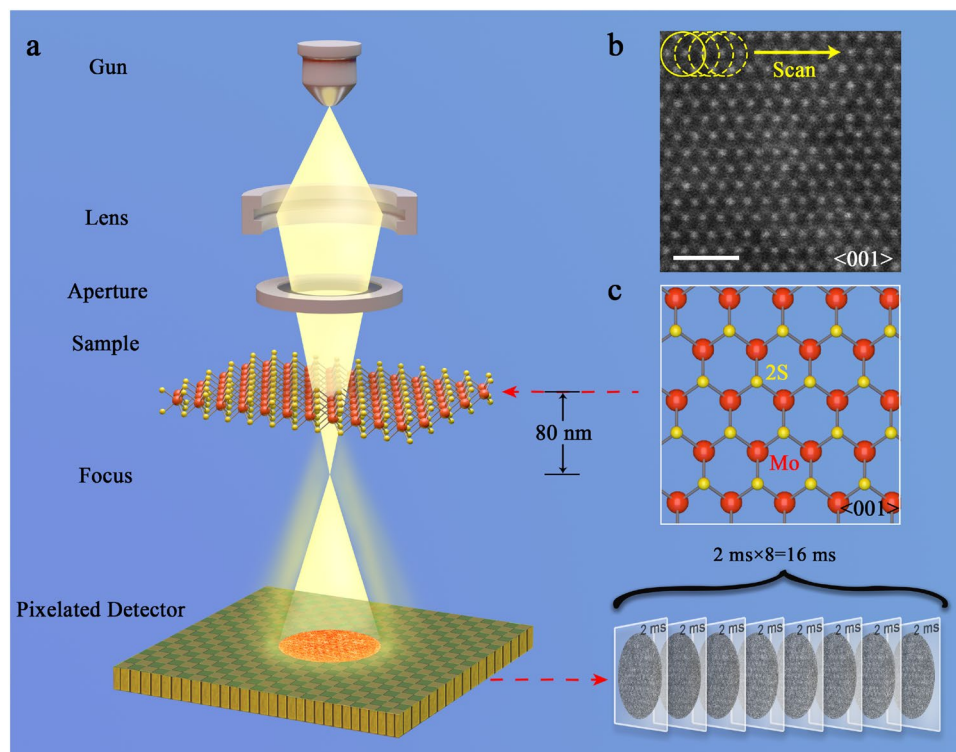 a
Gun
Lens
Aperture
Sample
80 nm
Focus
Pixelated Detector
b
Scan
<001>
c
2S
Mo
<001>
2 ms×8=16 ms
2 ms
2 ms
2 ms
2 ms
2 ms
2 ms
2 ms
2 ms